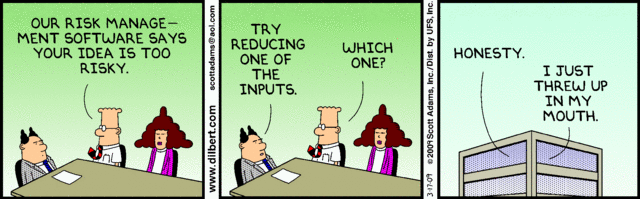 OUR RISK MANAGE-
MENT SOFTWARE SAYS
YOUR IDEA IS TOO
RISKY.
www.dilbert.com
scottadams@aol.com
TRY
REDUCING
ONE OF
THE
INPUTS.
WHICH
ONE?
3-17-09 ©2009 Scott Adams, Inc./Dist. by UFS, Inc.
HONESTY.
I JUST
THREW UP
IN MY
MOUTH.